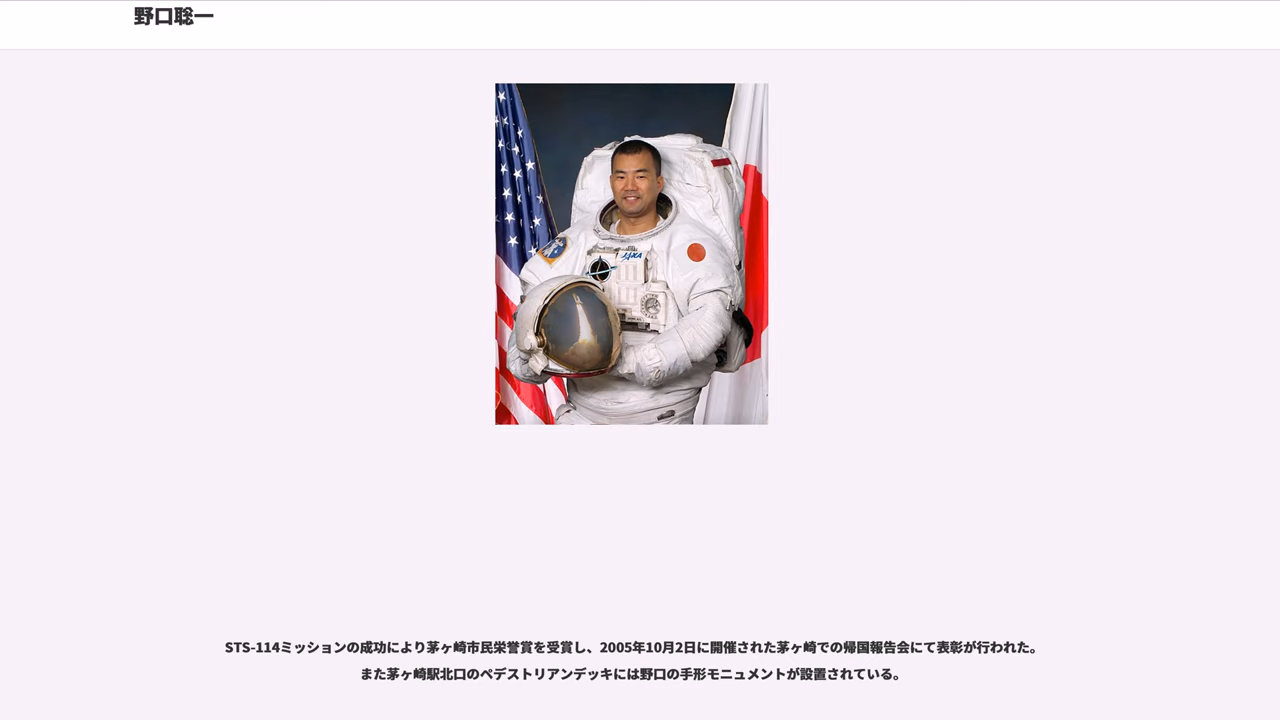 野口聡一
JAXA
STS-114ミッションの成功により茅ヶ崎市民栄誉賞を受賞し、2005年10月2日に開催された茅ヶ崎での帰国報告会にて表彰が行われた。
また茅ヶ崎駅北口のペデストリアンデッキには野口の手形モニュメントが設置されている。